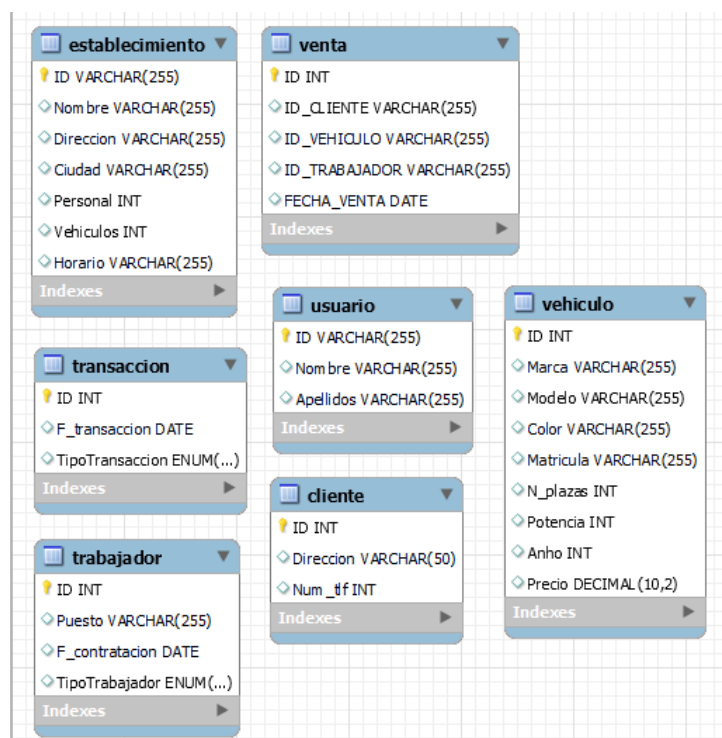 establecimiento
ID VARCHAR(255)
Nombre VARCHAR(255)
Direccion VARCHAR(255)
Ciudad VARCHAR(255)
Personal INT
Vehiculos INT
Horario VARCHAR(255)
Indexes
venta
ID INT
ID_CLIENTE VARCHAR(255)
ID_VEHICULO VARCHAR(255)
ID_TRABAJADOR VARCHAR(255)
FECHA_VENTA DATE
Indexes
usuario
ID VARCHAR(255)
Nombre VARCHAR(255)
Apellidos VARCHAR(255)
Indexes
vehiculo
ID INT
Marca VARCHAR(255)
Modelo VARCHAR(255)
Color VARCHAR(255)
Matricula VARCHAR(255)
N_plazas INT
Potencia INT
Anho INT
Precio DECIMAL(10,2)
Indexes
transaccion
ID INT
F_transaccion DATE
TipoTransaccion ENUM(...)
Indexes
cliente
ID INT
Direccion VARCHAR(50)
Num_tlf INT
Indexes
trabajador
ID INT
Puesto VARCHAR(255)
F_contratacion DATE
TipoTrabajador ENUM(...)
Indexes